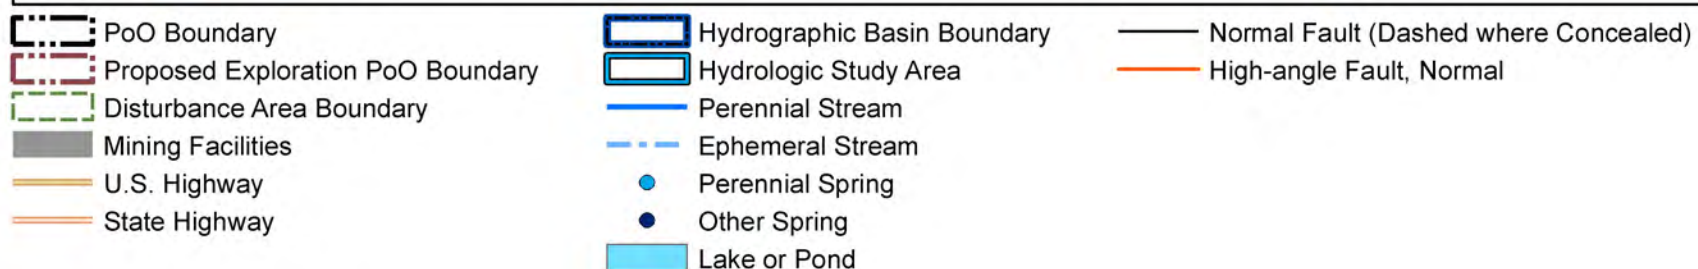 PoO Boundary
Proposed Exploration PoO Boundary
Disturbance Area Boundary
Mining Facilities
U.S. Highway
State Highway
Hydrographic Basin Boundary
Hydrologic Study Area
Perennial Stream
Ephemeral Stream
Perennial Spring
Other Spring
Lake or Pond
Normal Fault (Dashed where Concealed)
High-angle Fault, Normal